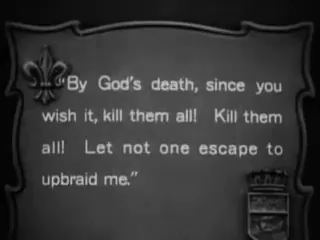 "By God's death, since you
wish it, kill them all! Kill them
all! Let not one escape to
upbraid me."